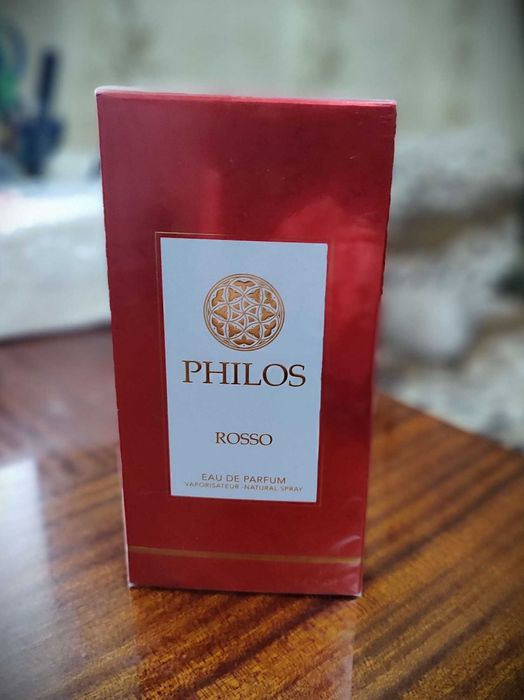 PHILOS
ROSSO
EAU DE PARFUM
VAPORISATEUR - NATURAL SPRAY